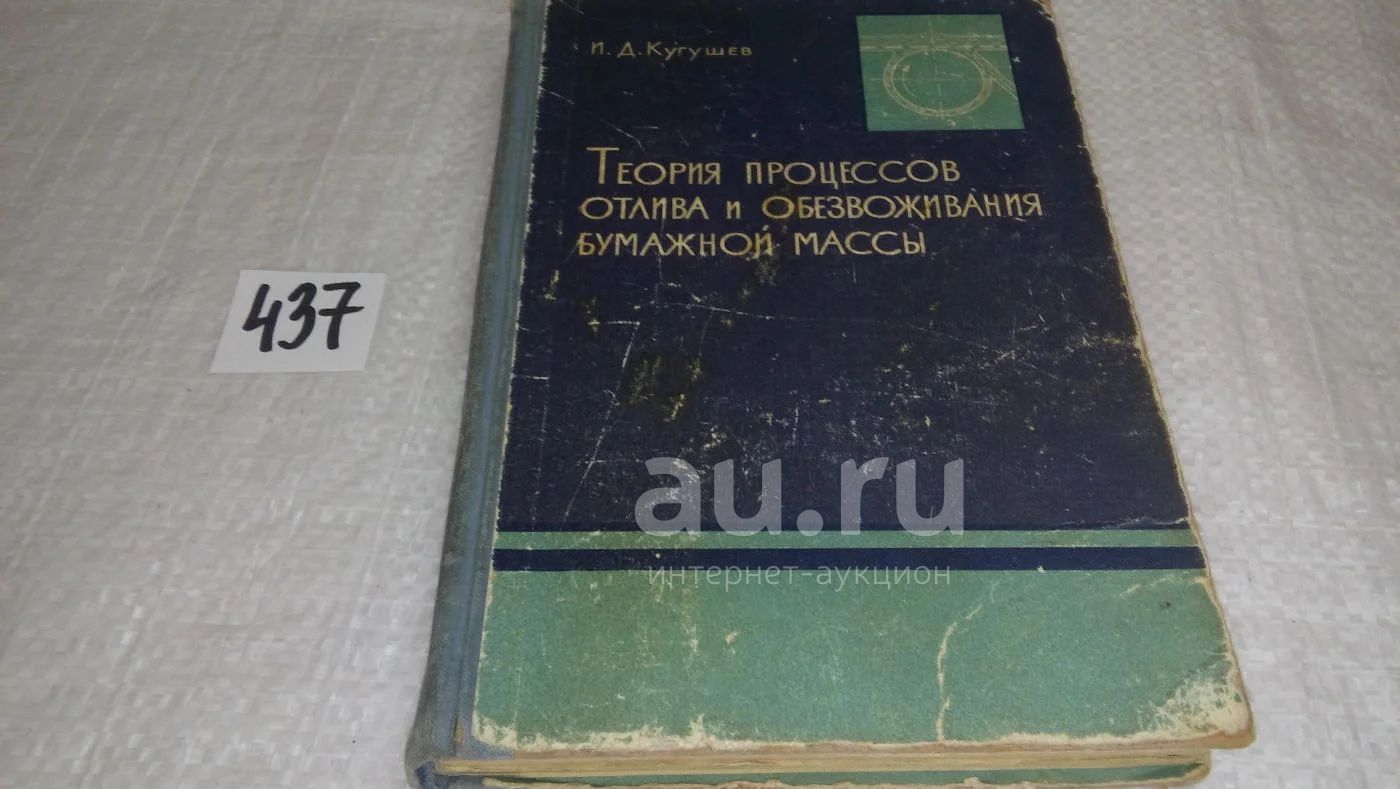 И. Д. Кугушев
Теория процессов
отлива и обезвоживания
бумажной массы
437
au.ru
интернет-аукцион